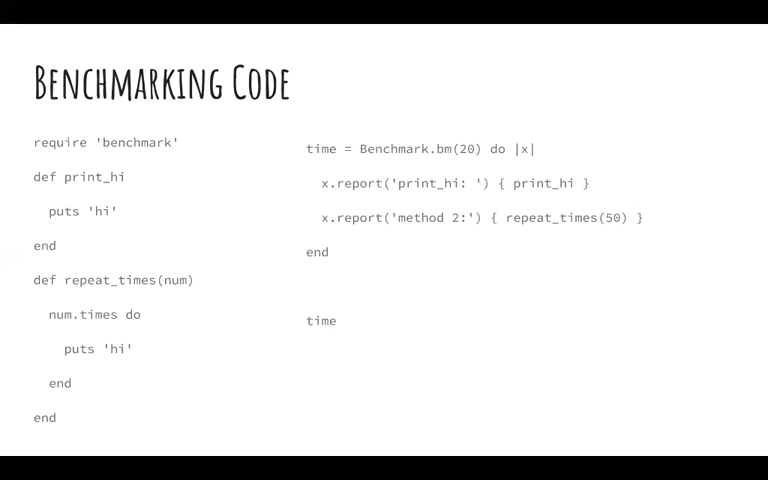 Benchmarking Code
require 'benchmark'
def print_hi
  puts 'hi'
end
def repeat_times(num)
  num.times do
    puts 'hi'
  end
end
time = Benchmark.bm(20) do |x|
  x.report('print_hi: ') { print_hi }
  x.report('method 2:') { repeat_times(50) }
end
time